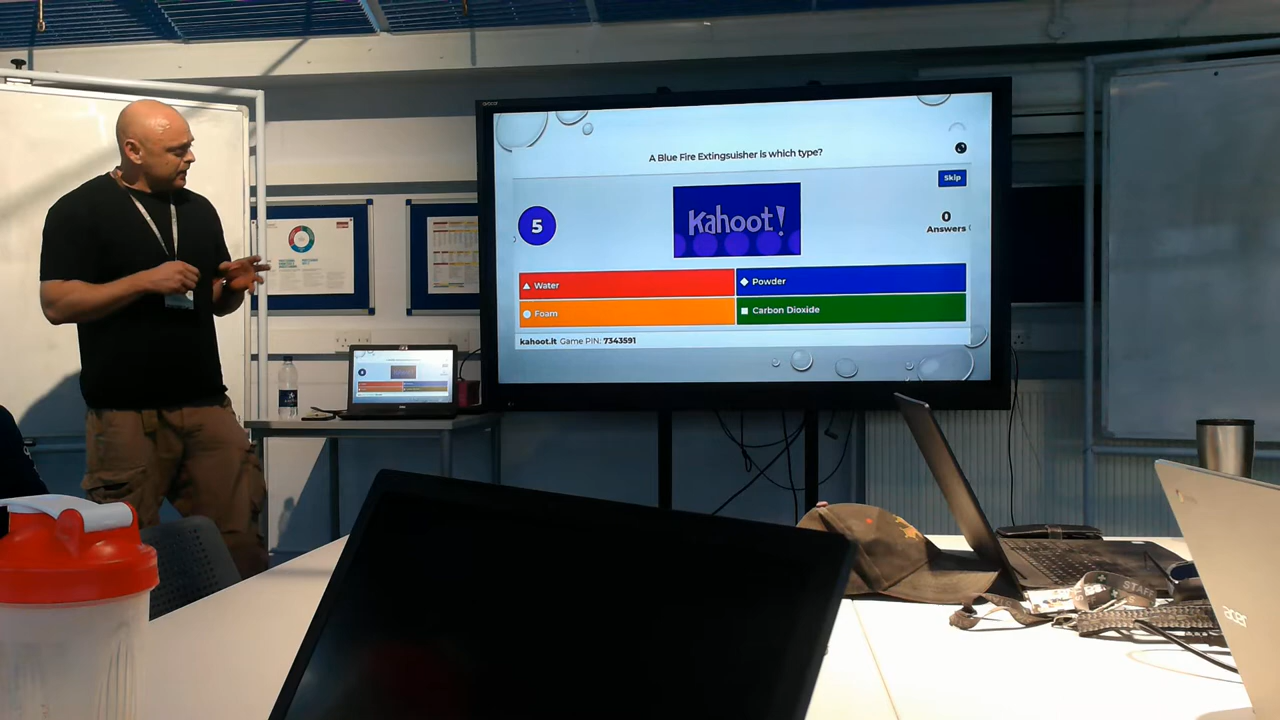 A Blue Fire Extingsuisher is which type?
Skip
5
Kahoot!
0
Answers
Water
Powder
Foam
Carbon Dioxide
kahoot.it Game PIN: 7343591
acer
START